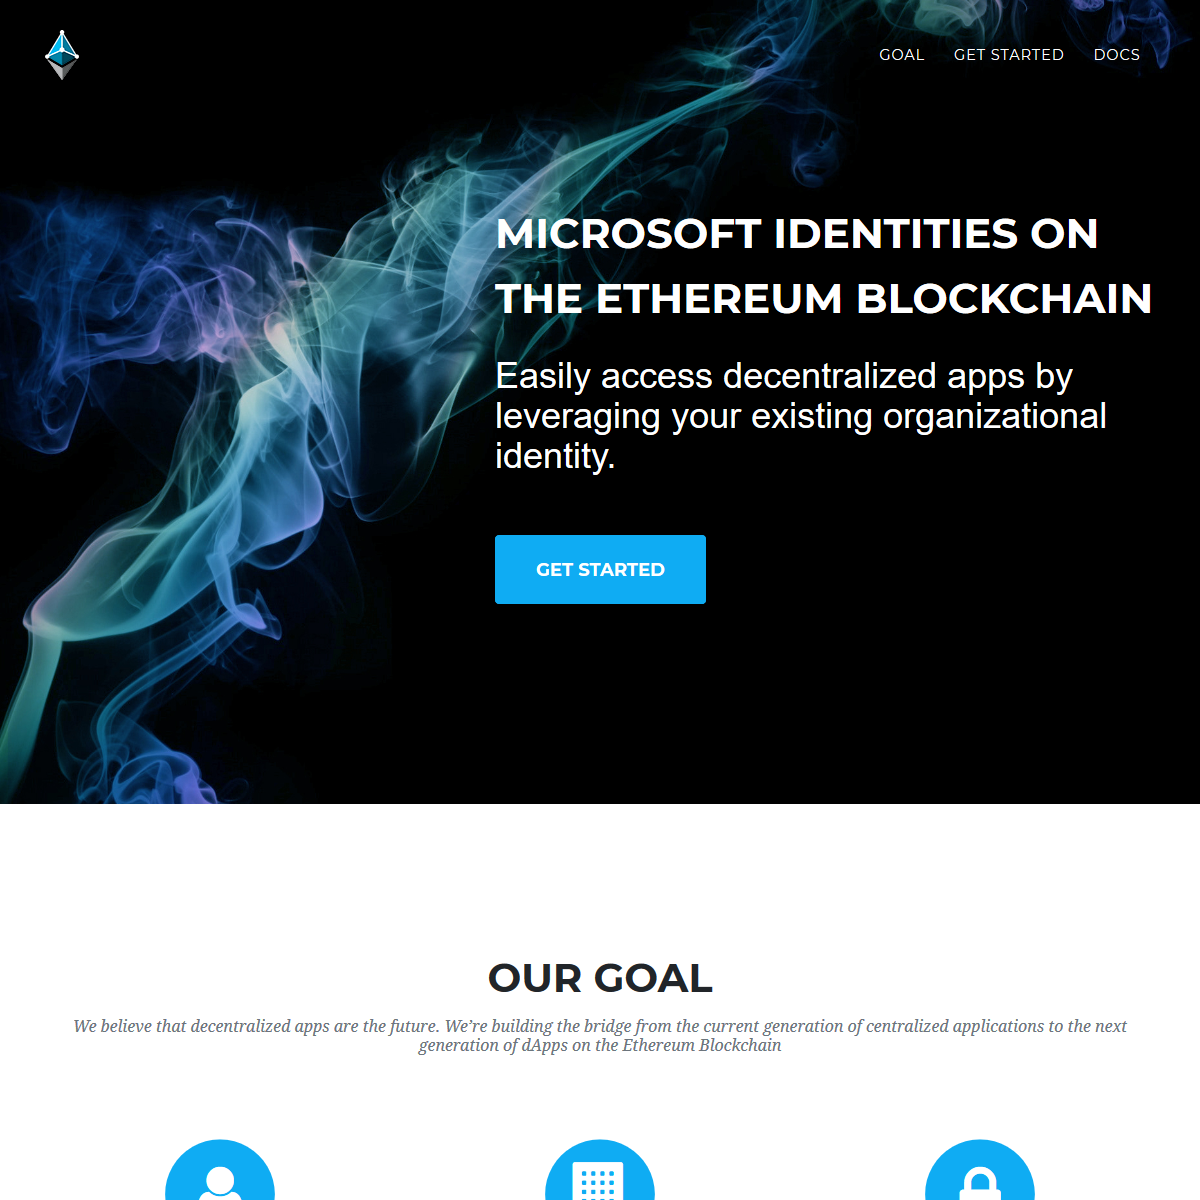 GOAL GET STARTED DOCS
MICROSOFT IDENTITIES ON
THE ETHEREUM BLOCKCHAIN
Easily access decentralized apps by
leveraging your existing organizational
identity.
GET STARTED
OUR GOAL
We believe that decentralized apps are the future. We’re building the bridge from the current generation of centralized applications to the next
generation of dApps on the Ethereum Blockchain